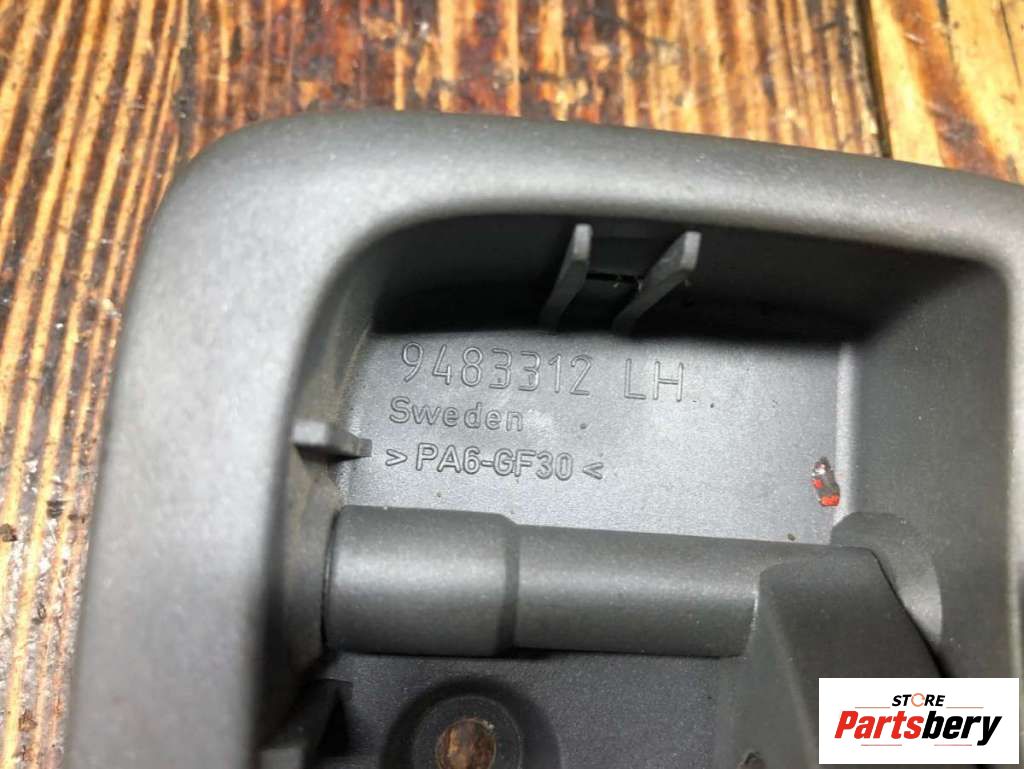 9483312 LH
Sweden
> PA6-GF30 <
STORE
Partsbery